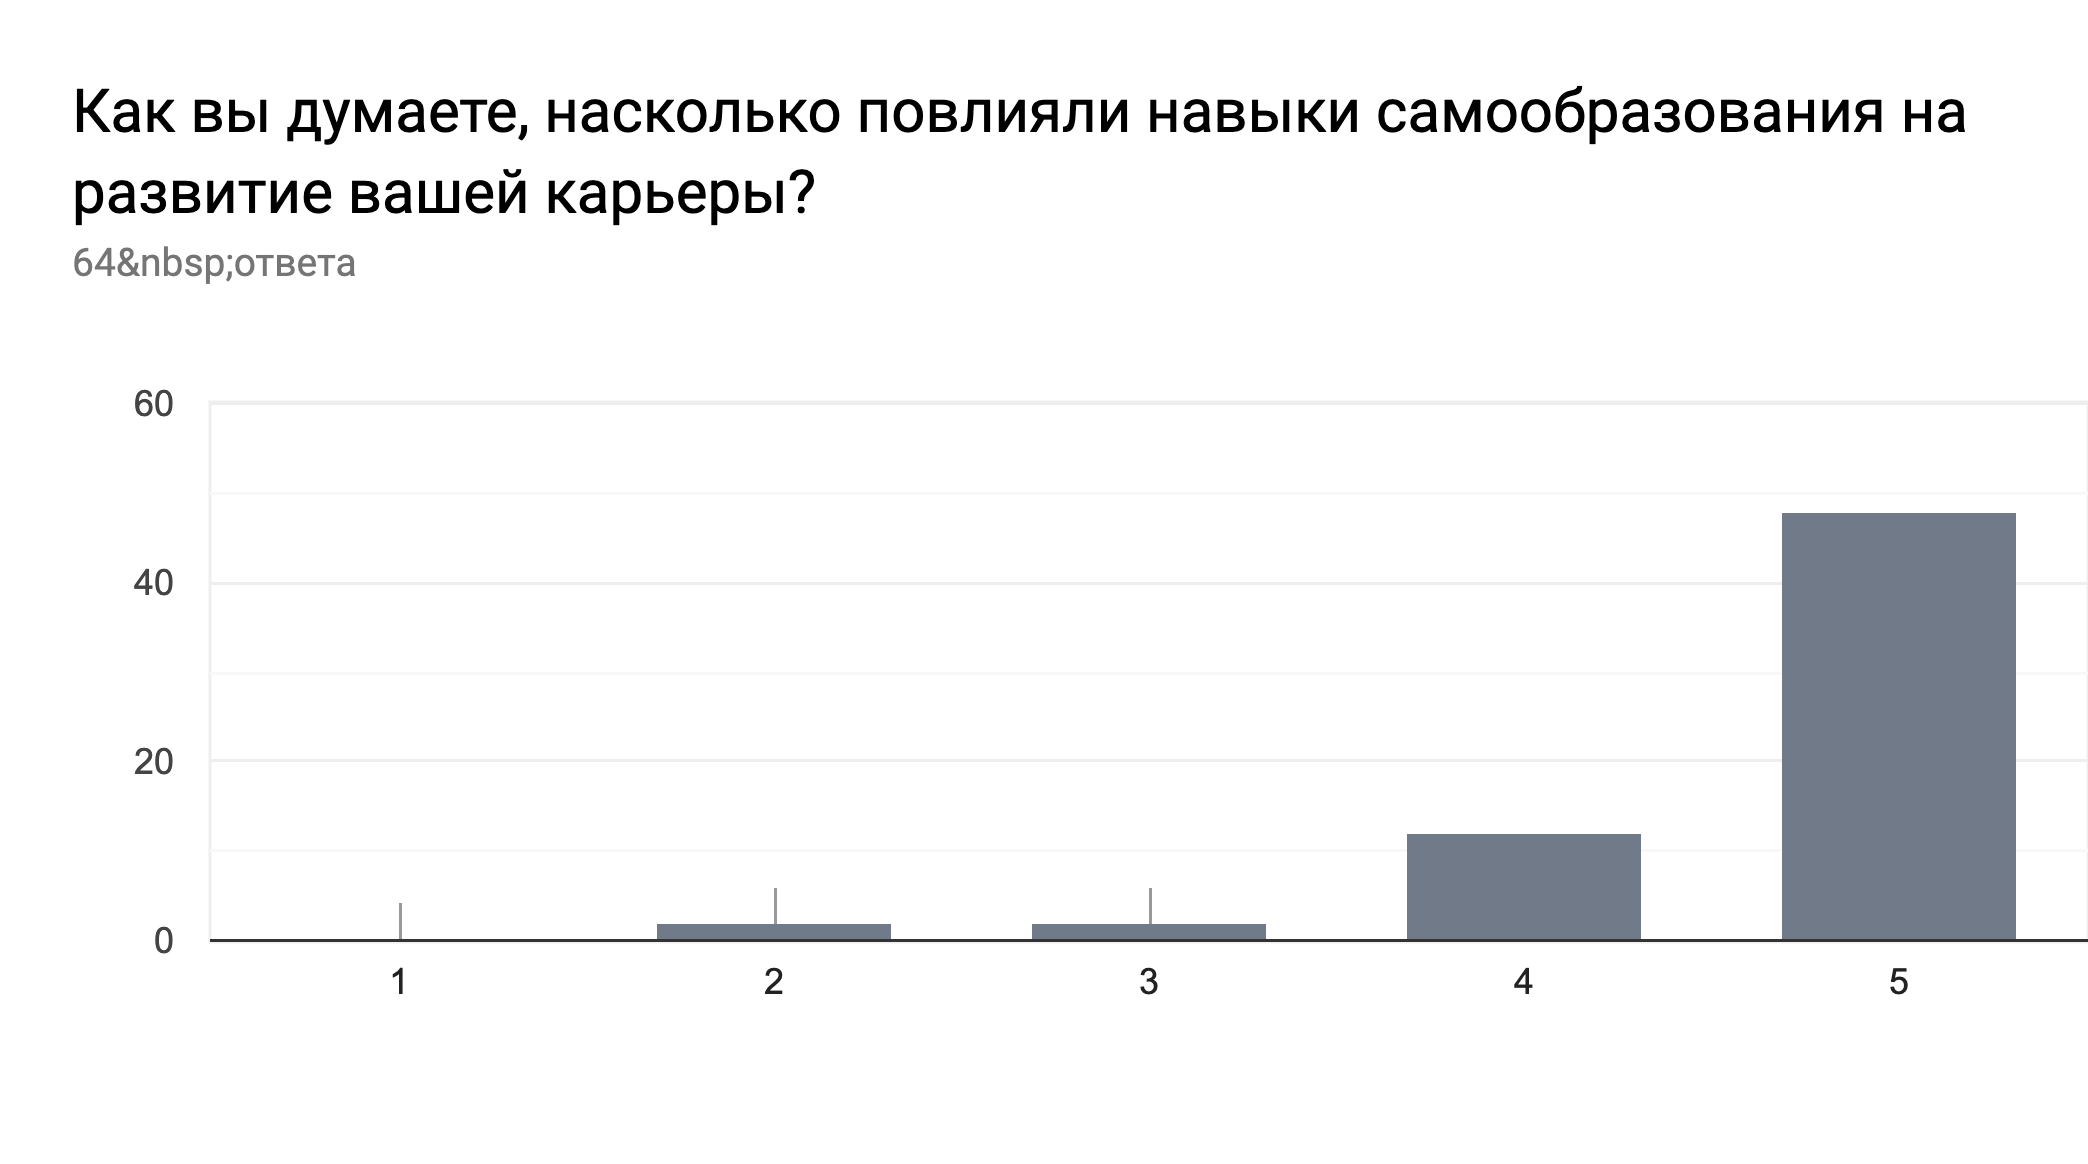 Как вы думаете, насколько повлияли навыки самообразования на
развитие вашей карьеры?
64&nbsp;ответа
60
40
20
0
1 2 3 4 5